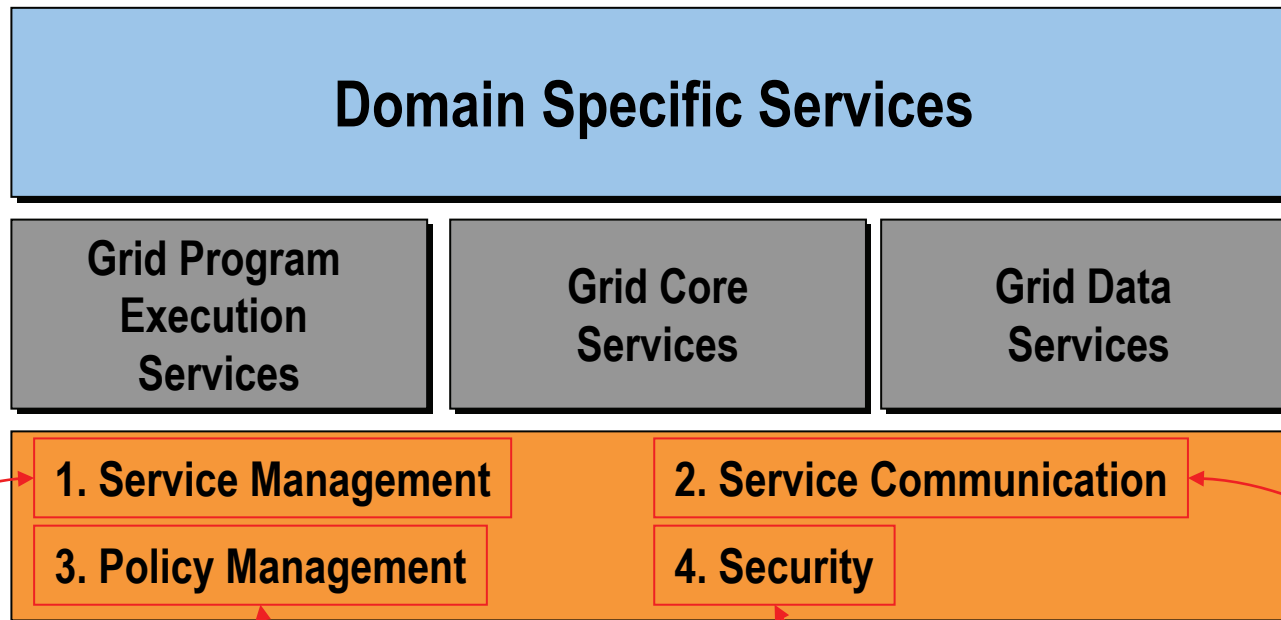 Domain Specific Services
Grid Program
Execution
Services
Grid Core
Services
Grid Data
Services
1. Service Management
2. Service Communication
3. Policy Management
4. Security